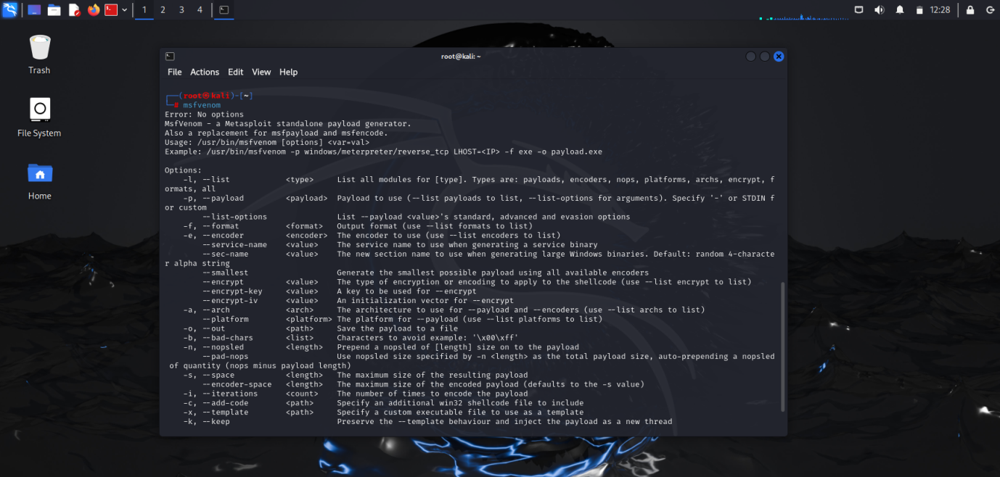 1 2 3 4
12:28
Trash
File System
Home
root@kali: ~
File Actions Edit View Help
┌──(root㉿kali)-[~]
└─# msfvenom
Error: No options
MsfVenom - a Metasploit standalone payload generator.
Also a replacement for msfpayload and msfencode.
Usage: /usr/bin/msfvenom [options] <var=val>
Example: /usr/bin/msfvenom -p windows/meterpreter/reverse_tcp LHOST=<IP> -f exe -o payload.exe
Options:
-l, --list <type> List all modules for [type]. Types are: payloads, encoders, nops, platforms, archs, encrypt, f
ormats, all
-p, --payload <payload> Payload to use (--list payloads to list, --list-options for arguments). Specify '-' or STDIN f
or custom
--list-options List --payload <value>'s standard, advanced and evasion options
-f, --format <format> Output format (use --list formats to list)
-e, --encoder <encoder> The encoder to use (use --list encoders to list)
--service-name <value> The service name to use when generating a service binary
--sec-name <value> The new section name to use when generating large Windows binaries. Default: random 4-characte
r alpha string
--smallest Generate the smallest possible payload using all available encoders
--encrypt <value> The type of encryption or encoding to apply to the shellcode (use --list encrypt to list)
--encrypt-key <value> A key to be used for --encrypt
--encrypt-iv <value> An initialization vector for --encrypt
-a, --arch <arch> The architecture to use for --payload and --encoders (use --list archs to list)
--platform <platform> The platform for --payload (use --list platforms to list)
-o, --out <path> Save the payload to a file
-b, --bad-chars <list> Characters to avoid example: '\x00\xff'
-n, --nopsled <length> Prepend a nopsled of [length] size on to the payload
--pad-nops Use nopsled size specified by -n <length> as the total payload size, auto-prepending a nopsled
of quantity (nops minus payload length)
-s, --space <length> The maximum size of the resulting payload
--encoder-space <length> The maximum size of the encoded payload (defaults to the -s value)
-i, --iterations <count> The number of times to encode the payload
-c, --add-code <path> Specify an additional win32 shellcode file to include
-x, --template <path> Specify a custom executable file to use as a template
-k, --keep Preserve the --template behaviour and inject the payload as a new thread